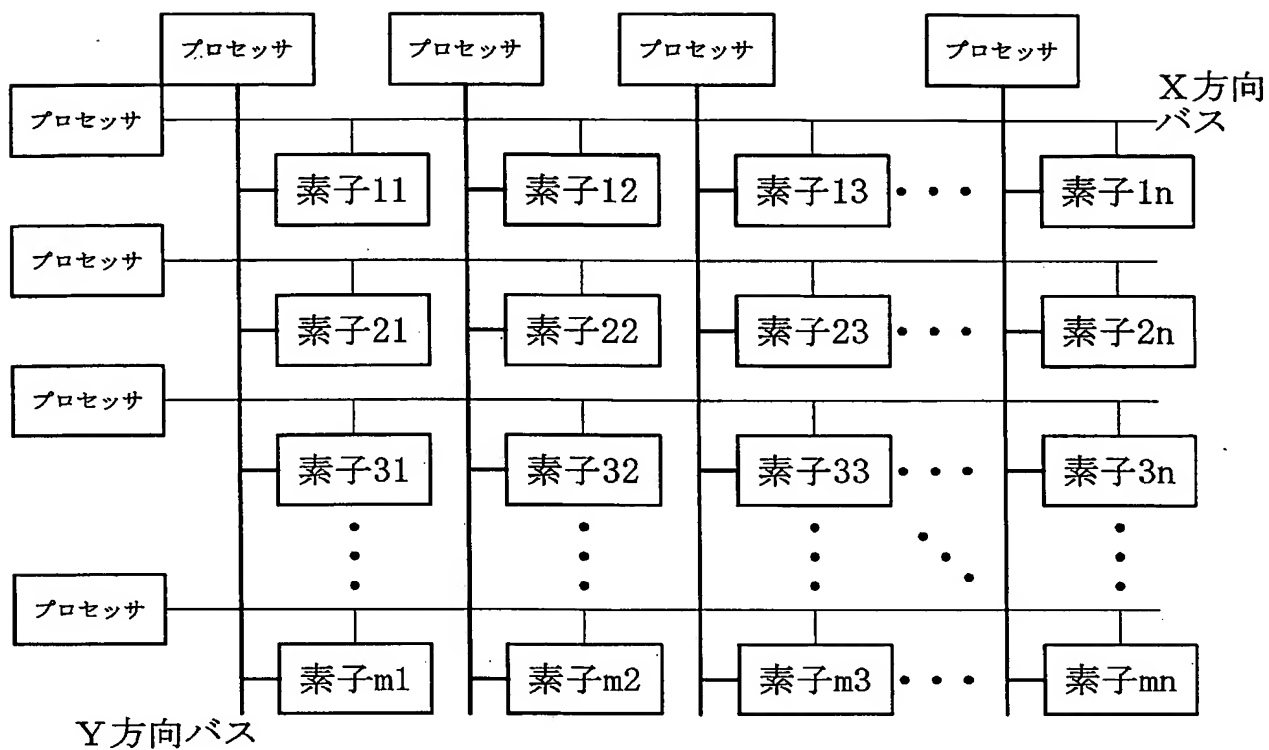 プロセッサ プロセッサ プロセッサ プロセッサ
プロセッサ
X方向
バス
素子11 素子12 素子13 ・・・ 素子1n
プロセッサ
素子21 素子22 素子23 ・・・ 素子2n
プロセッサ
素子31 素子32 素子33 ・・・ 素子3n
プロセッサ
素子m1 素子m2 素子m3 ・・・ 素子mn
Y方向バス